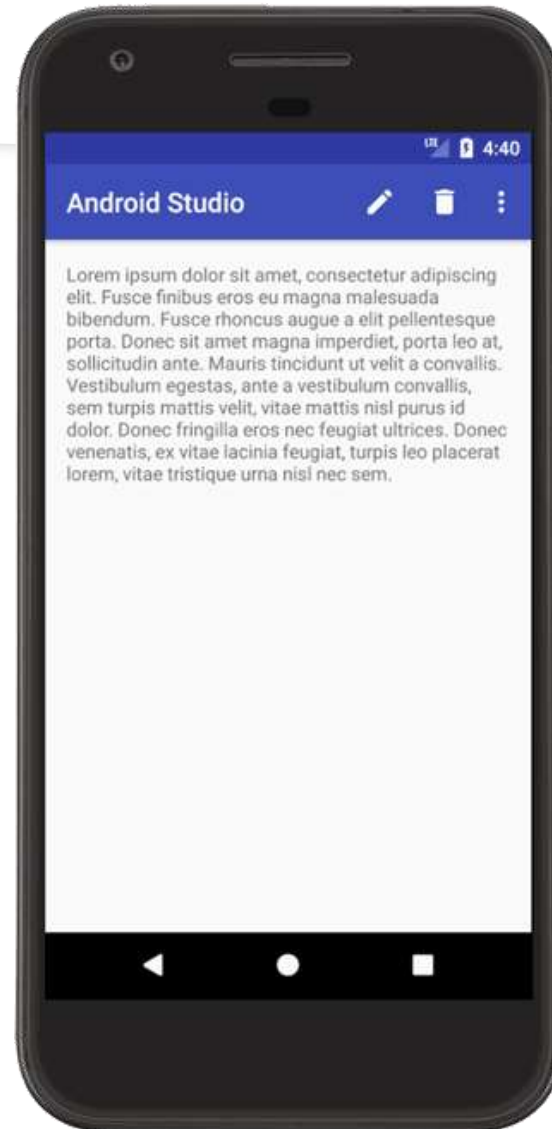 LTE 4:40
Android Studio
Lorem ipsum dolor sit amet, consectetur adipiscing
elit. Fusce finibus eros eu magna malesuada
bibendum. Fusce rhoncus augue a elit pellentesque
porta. Donec sit amet magna imperdiet, porta leo at,
sollicitudin ante. Mauris tincidunt ut velit a convallis.
Vestibulum egestas, ante a vestibulum convallis,
sem turpis mattis velit, vitae mattis nisl purus id
dolor. Donec fringilla eros nec feugiat ultrices. Donec
venenatis, ex vitae lacinia feugiat, turpis leo placerat
lorem, vitae tristique urna nisl nec sem.